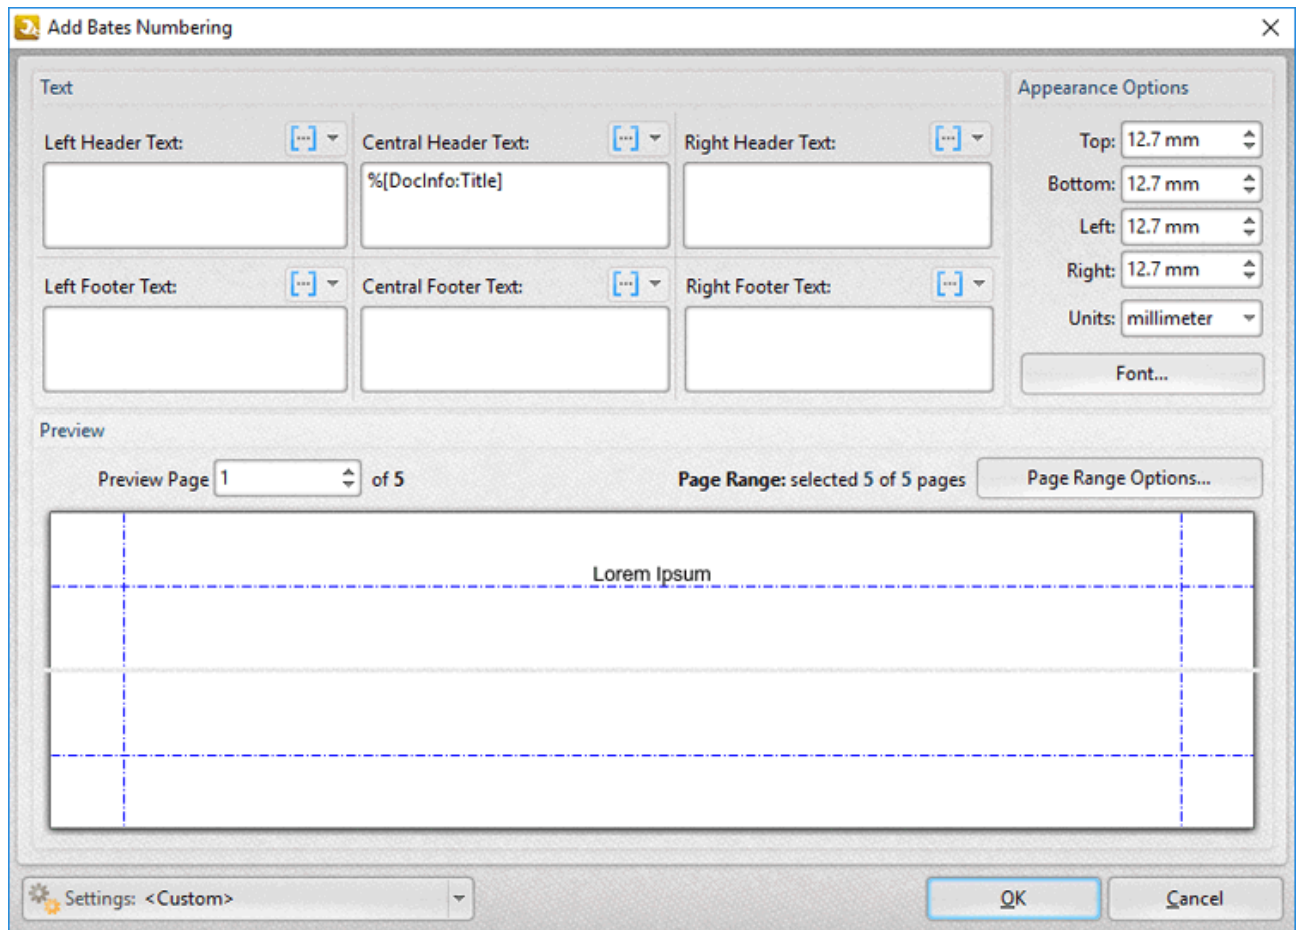 Add Bates Numbering
Text
Left Header Text:
Central Header Text:
Right Header Text:
%[DocInfo:Title]
Left Footer Text:
Central Footer Text:
Right Footer Text:
Appearance Options
Top: 12.7 mm
Bottom: 12.7 mm
Left: 12.7 mm
Right: 12.7 mm
Units: millimeter
Font...
Preview
Preview Page 1 of 5
Page Range: selected 5 of 5 pages
Page Range Options...
Lorem Ipsum
Settings: <Custom>
OK
Cancel